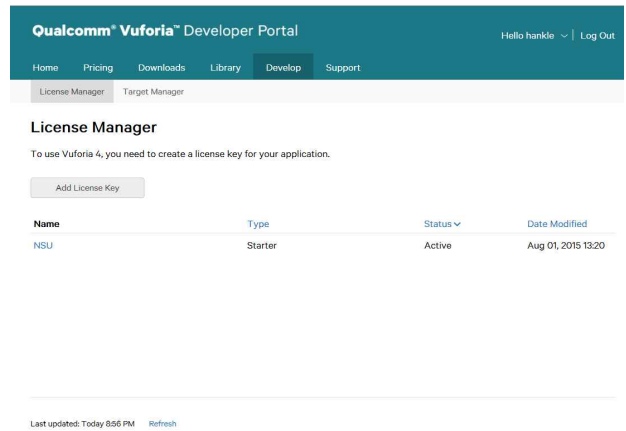 Qualcomm® Vuforia™ Developer Portal
Hello hankle | Log Out
Home Pricing Downloads Library Develop Support
License Manager Target Manager
License Manager
To use Vuforia 4, you need to create a license key for your application.
Add License Key
Name Type Status Date Modified
NSU Starter Active Aug 01, 2015 13:20
Last updated: Today 8:56 PM Refresh